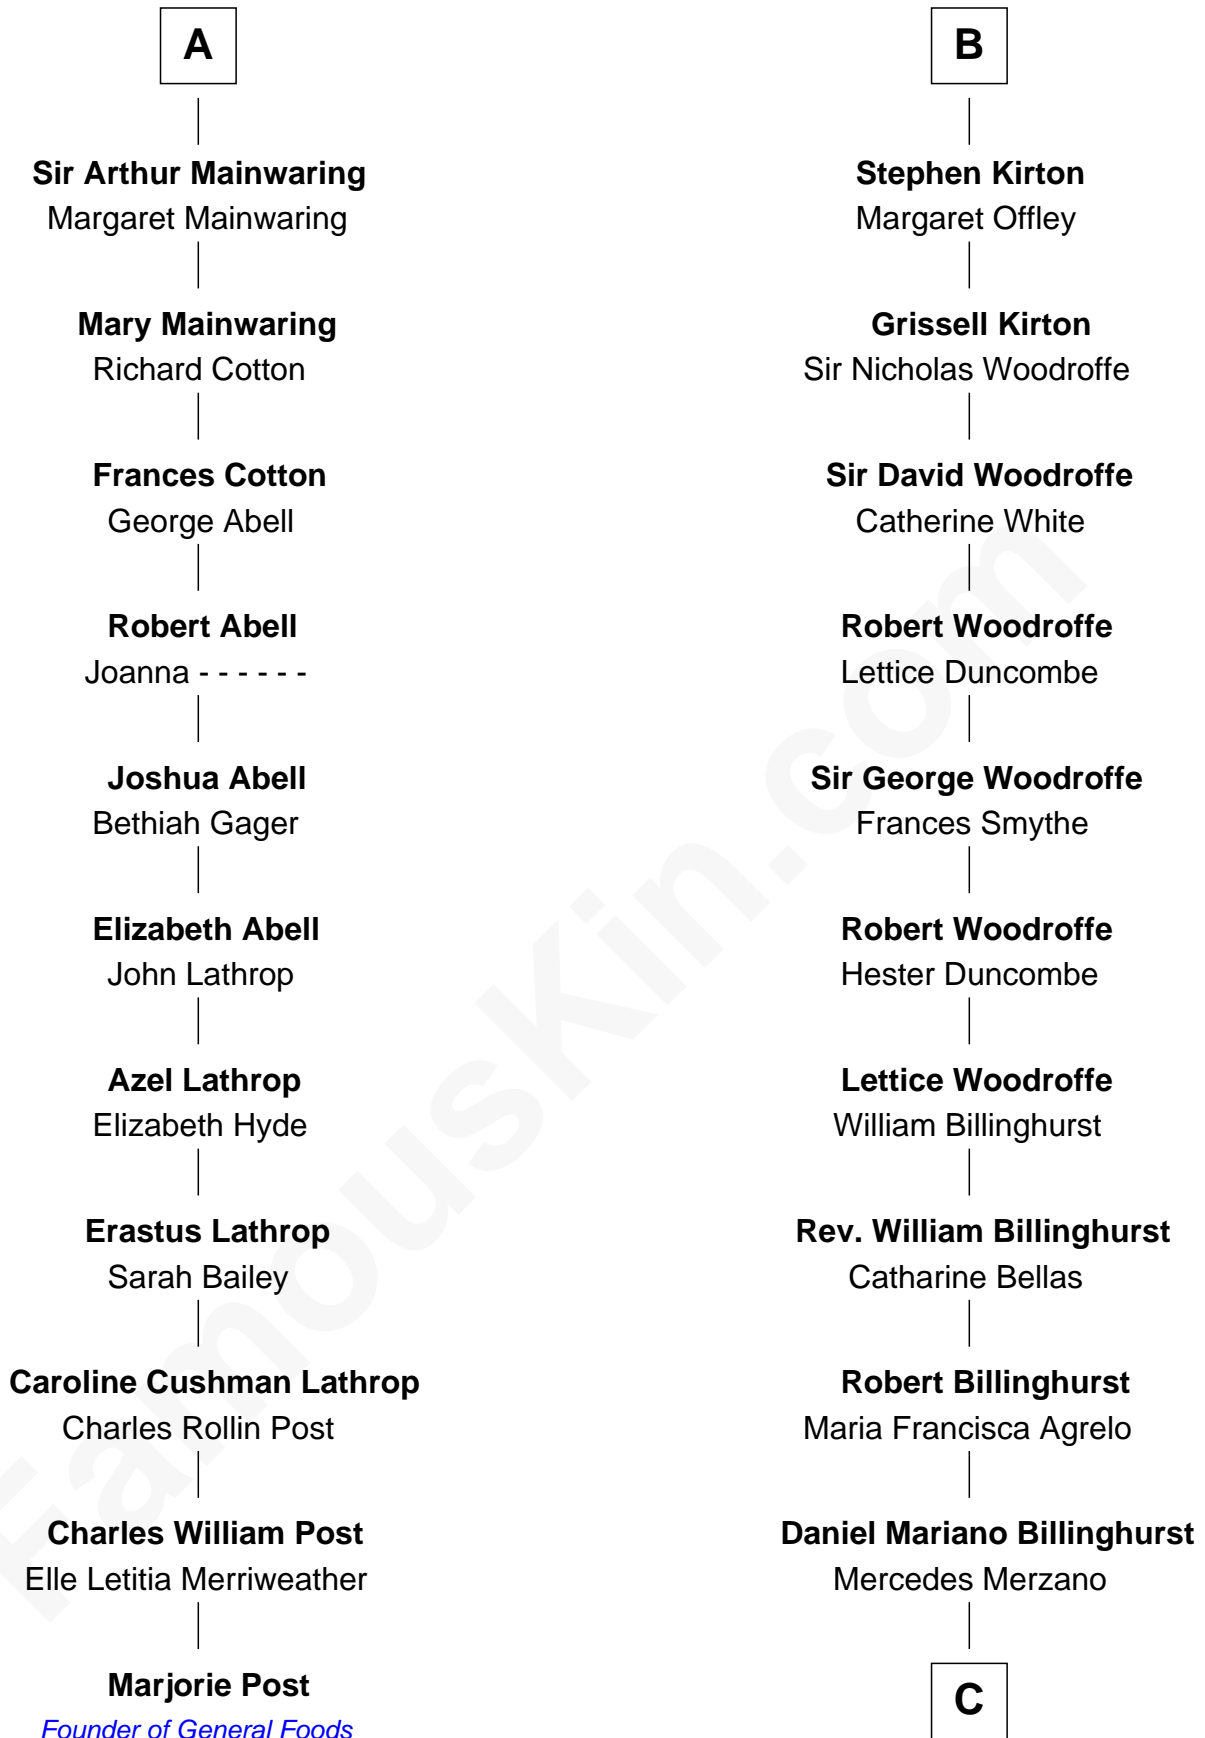 A
Sir Arthur Mainwaring
Margaret Mainwaring
Mary Mainwaring
Richard Cotton
Frances Cotton
George Abell
Robert Abell
Joanna - - - - - -
Joshua Abell
Bethiah Gager
Elizabeth Abell
John Lathrop
Azel Lathrop
Elizabeth Hyde
Erastus Lathrop
Sarah Bailey
Caroline Cushman Lathrop
Charles Rollin Post
Charles William Post
Elle Letitia Merriweather
Marjorie Post
Founder of General Foods
B
Stephen Kirton
Margaret Offley
Grissell Kirton
Sir Nicholas Woodroffe
Sir David Woodroffe
Catherine White
Robert Woodroffe
Lettice Duncombe
Sir George Woodroffe
Frances Smythe
Robert Woodroffe
Hester Duncombe
Lettice Woodroffe
William Billinghurst
Rev. William Billinghurst
Catharine Bellas
Robert Billinghurst
Maria Francisca Agrelo
Daniel Mariano Billinghurst
Mercedes Merzano
C
FamousKin.com